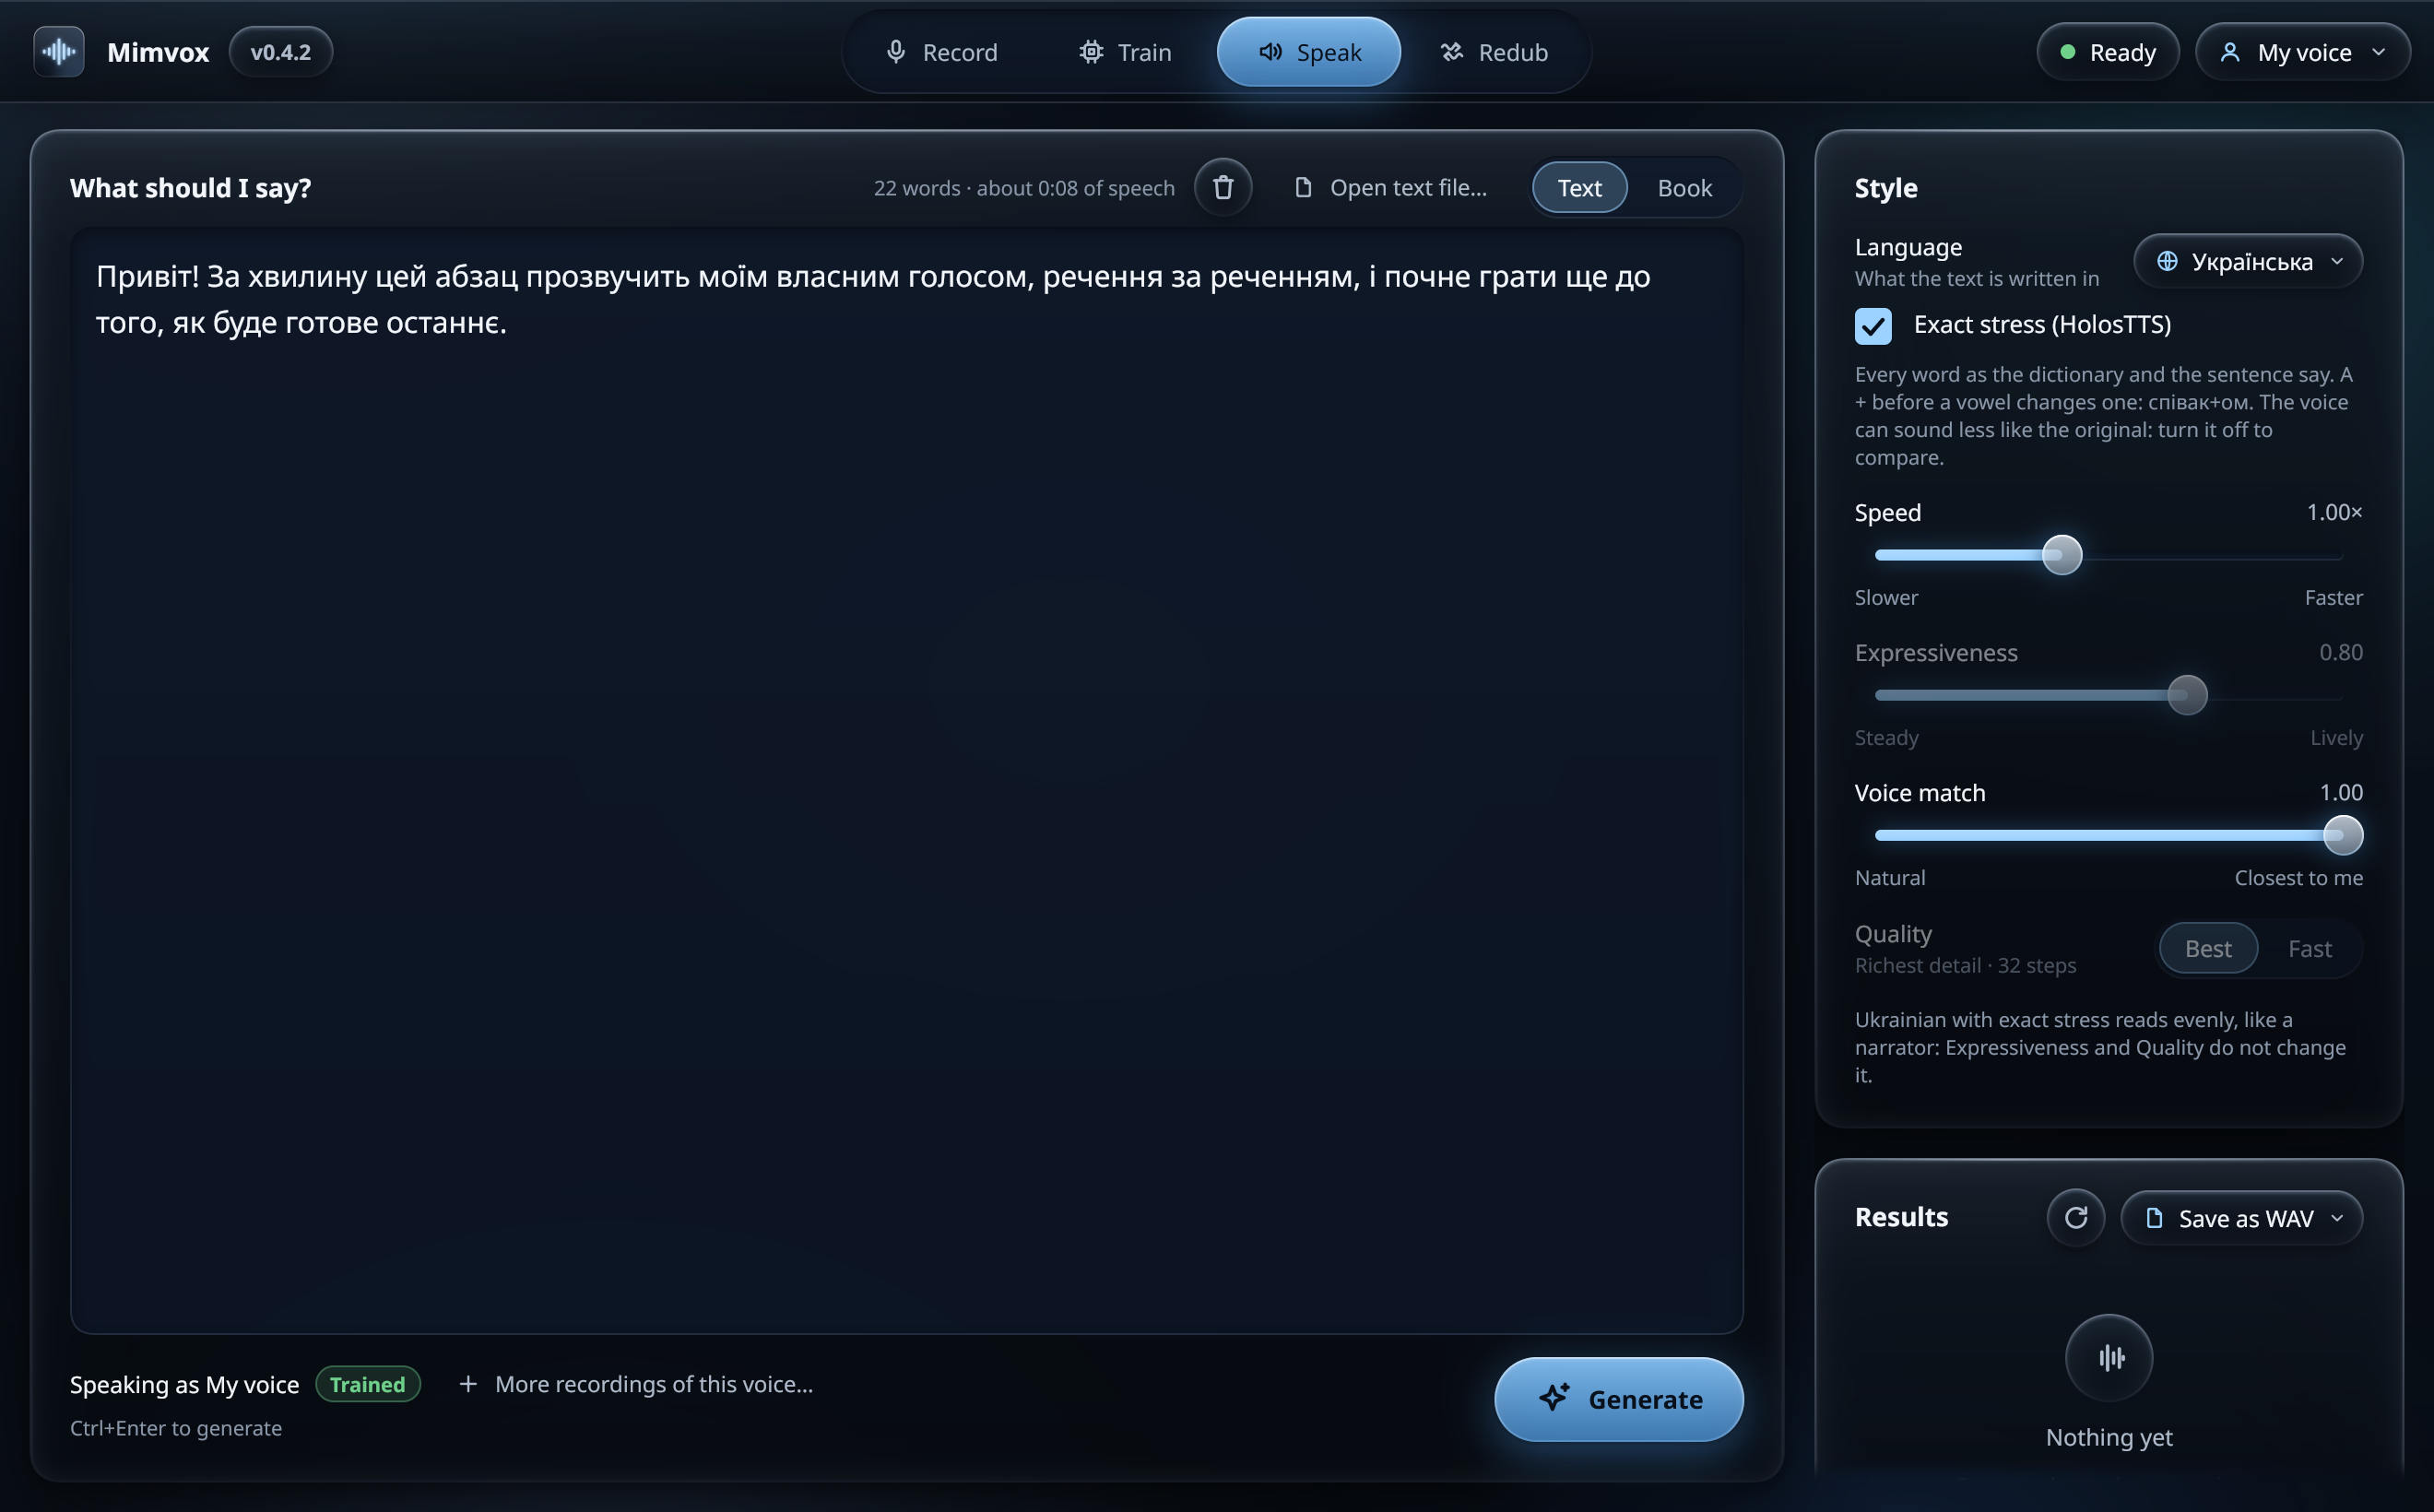 Mimvox
v0.4.2
Record
Train
Speak
Redub
Ready
My voice
What should I say?
22 words · about 0:08 of speech
Open text file...
Text
Book
Привіт! За хвилину цей абзац прозвучить моїм власним голосом, речення за реченням, і почне грати ще до
того, як буде готове останнє.
Speaking as My voice
Trained
More recordings of this voice...
Ctrl+Enter to generate
Generate
Style
Language
What the text is written in
Українська
Exact stress (HolosTTS)
Every word as the dictionary and the sentence say. A
+ before a vowel changes one: співак+ом. The voice
can sound less like the original: turn it off to
compare.
Speed
1.00×
Slower
Faster
Expressiveness
0.80
Steady
Lively
Voice match
1.00
Natural
Closest to me
Quality
Richest detail · 32 steps
Best
Fast
Ukrainian with exact stress reads evenly, like a
narrator: Expressiveness and Quality do not change
it.
Results
Save as WAV
Nothing yet